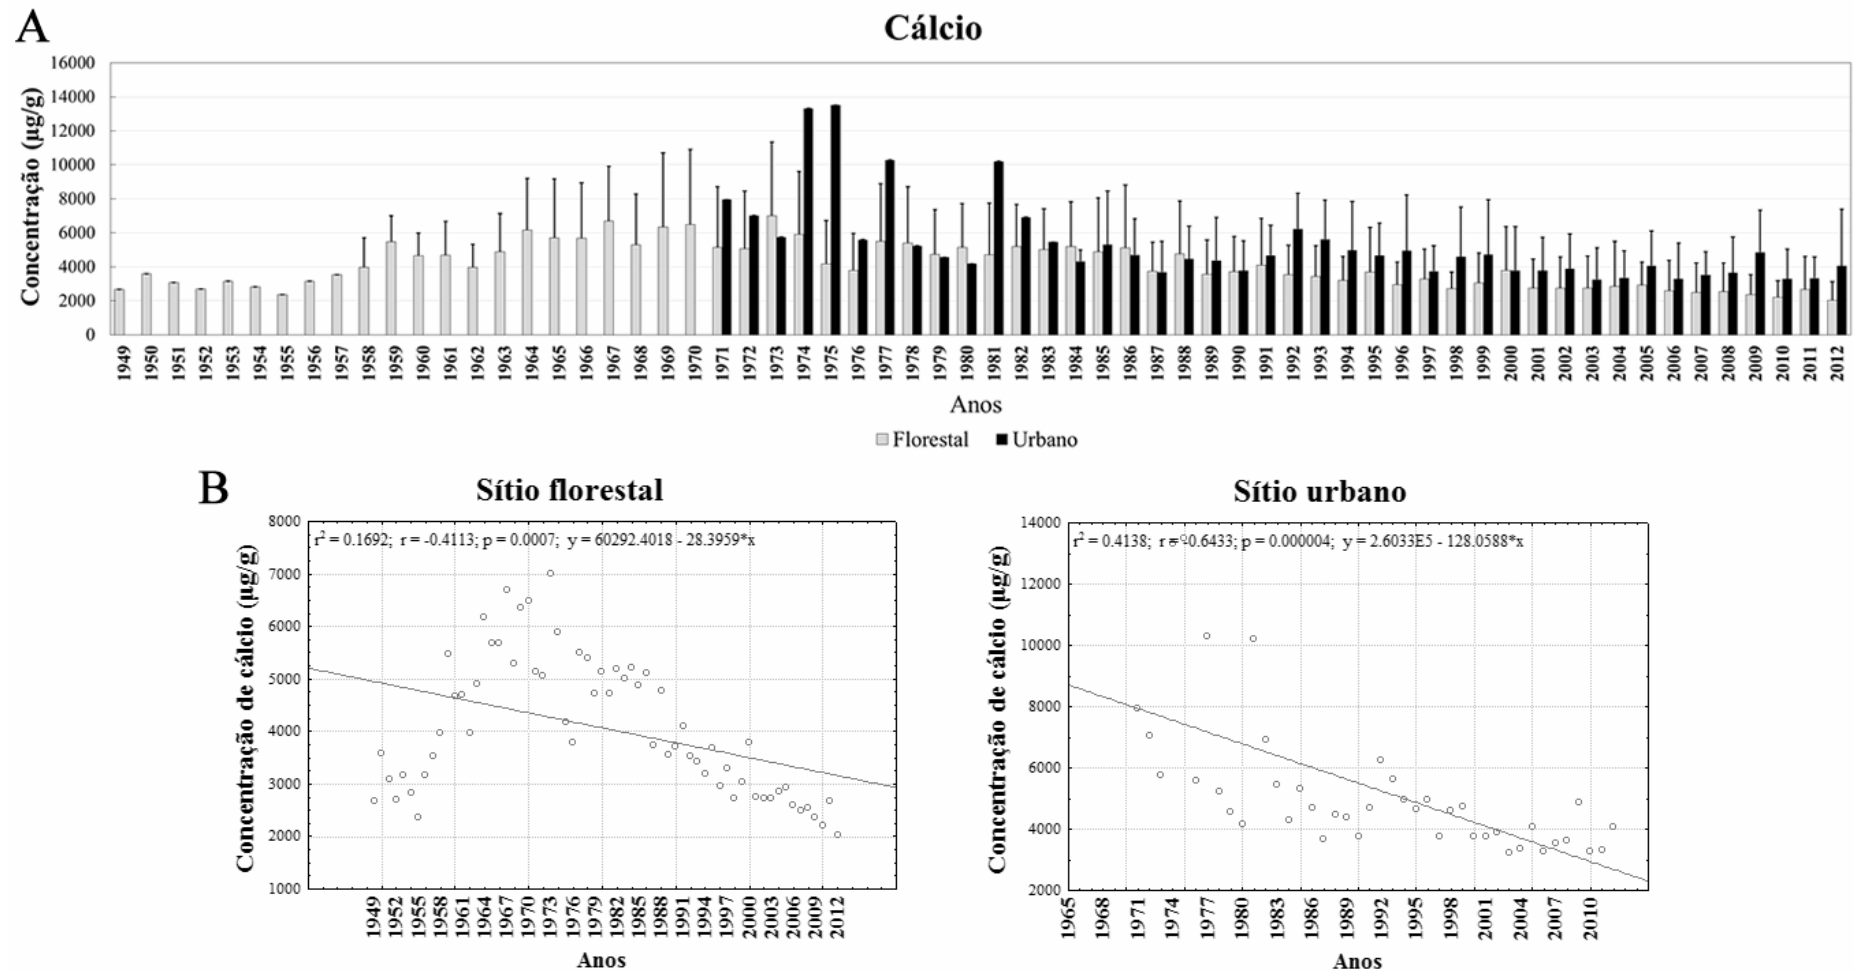 A
Cálcio
Concentração (µg/g)
16000
14000
12000
10000
8000
6000
4000
2000
0
1949 1950 1951 1952 1953 1954 1955 1956 1957 1958 1959 1960 1961 1962 1963 1964 1965 1966 1967 1968 1969 1970 1971 1972 1973 1974 1975 1976 1977 1978 1979 1980 1981 1982 1983 1984 1985 1986 1987 1988 1989 1990 1991 1992 1993 1994 1995 1996 1997 1998 1999 2000 2001 2002 2003 2004 2005 2006 2007 2008 2009 2010 2011 2012
Anos
Florestal Urbano
B
Sítio florestal
r² = 0.1692; r = -0.4113; p = 0.0007; y = 60292.4018 - 28.3959*x
Concentração de cálcio (µg/g)
8000
7000
6000
5000
4000
3000
2000
1000
1949 1952 1955 1958 1961 1964 1967 1970 1973 1976 1979 1982 1985 1988 1991 1994 1997 2000 2003 2006 2009 2012
Anos
Sítio urbano
r² = 0.4138; r = -0.6433; p = 0.000004; y = 2.6033E5 - 128.0588*x
Concentração de cálcio (µg/g)
14000
12000
10000
8000
6000
4000
2000
1965 1968 1971 1974 1977 1980 1983 1986 1989 1992 1995 1998 2001 2004 2007 2010
Anos